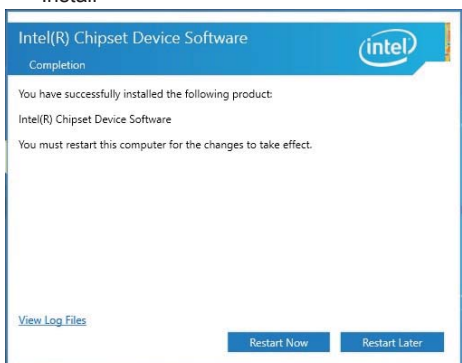 Install
Intel(R) Chipset Device Software
intel
Completion
You have successfully installed the following product:
Intel(R) Chipset Device Software
You must restart this computer for the changes to take effect.
View Log Files
Restart Now
Restart Later